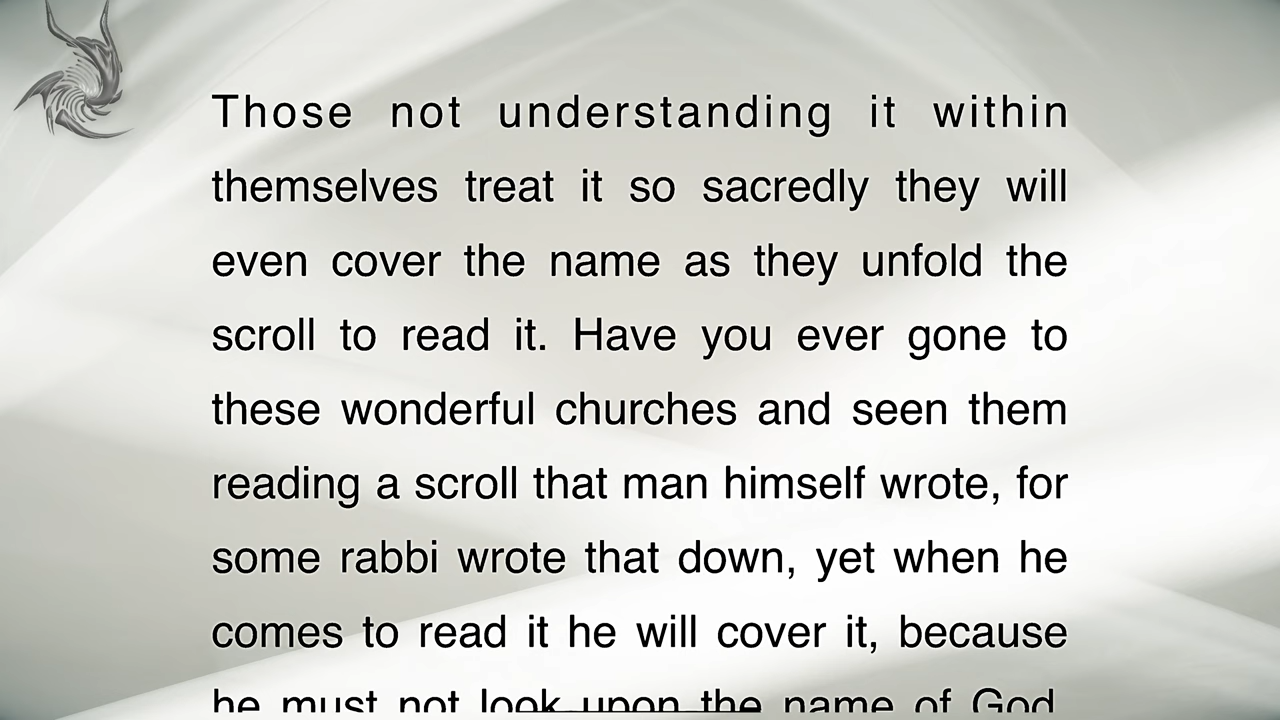 Those not understanding it within
themselves treat it so sacredly they will
even cover the name as they unfold the
scroll to read it. Have you ever gone to
these wonderful churches and seen them
reading a scroll that man himself wrote, for
some rabbi wrote that down, yet when he
comes to read it he will cover it, because
he must not look upon the name of God.